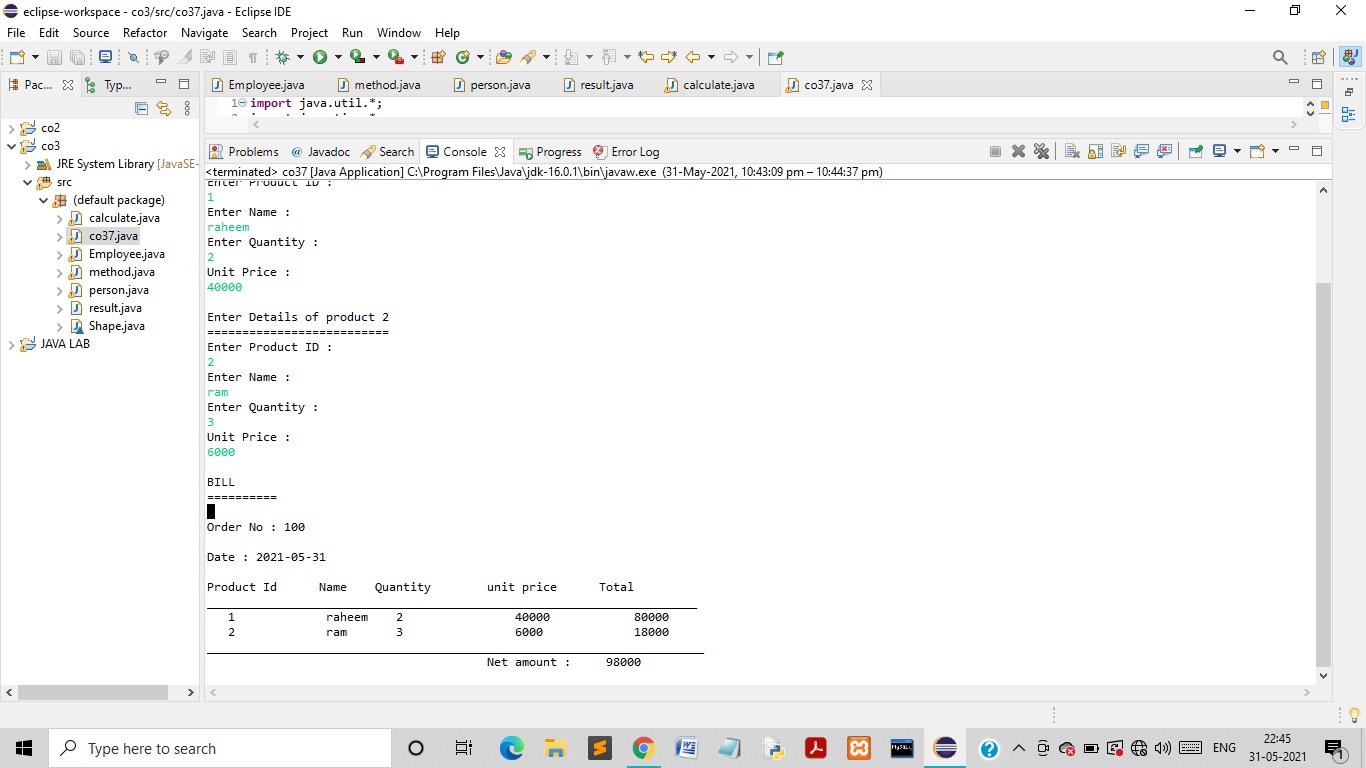 eclipse-workspace - co3/src/co37.java - Eclipse IDE
File Edit Source Refactor Navigate Search Project Run Window Help
Pac... Typ...
Employee.java method.java person.java result.java calculate.java co37.java
1 import java.util.*;
co2
co3
JRE System Library [JavaSE-
src
(default package)
calculate.java
co37.java
Employee.java
method.java
person.java
result.java
Shape.java
JAVA LAB
Problems @ Javadoc Search Console Progress Error Log
<terminated> co37 [Java Application] C:\Program Files\Java\jdk-16.0.1\bin\javaw.exe (31-May-2021, 10:43:09 pm – 10:44:37 pm)
Enter Product ID :
1
Enter Name :
raheem
Enter Quantity :
2
Unit Price :
40000
Enter Details of product 2
==========================
Enter Product ID :
2
Enter Name :
ram
Enter Quantity :
3
Unit Price :
6000
BILL
==========
Order No : 100
Date : 2021-05-31
Product Id Name Quantity unit price Total
1 raheem 2 40000 80000
2 ram 3 6000 18000
Net amount : 98000
Type here to search
ENG
22:45
31-05-2021
1